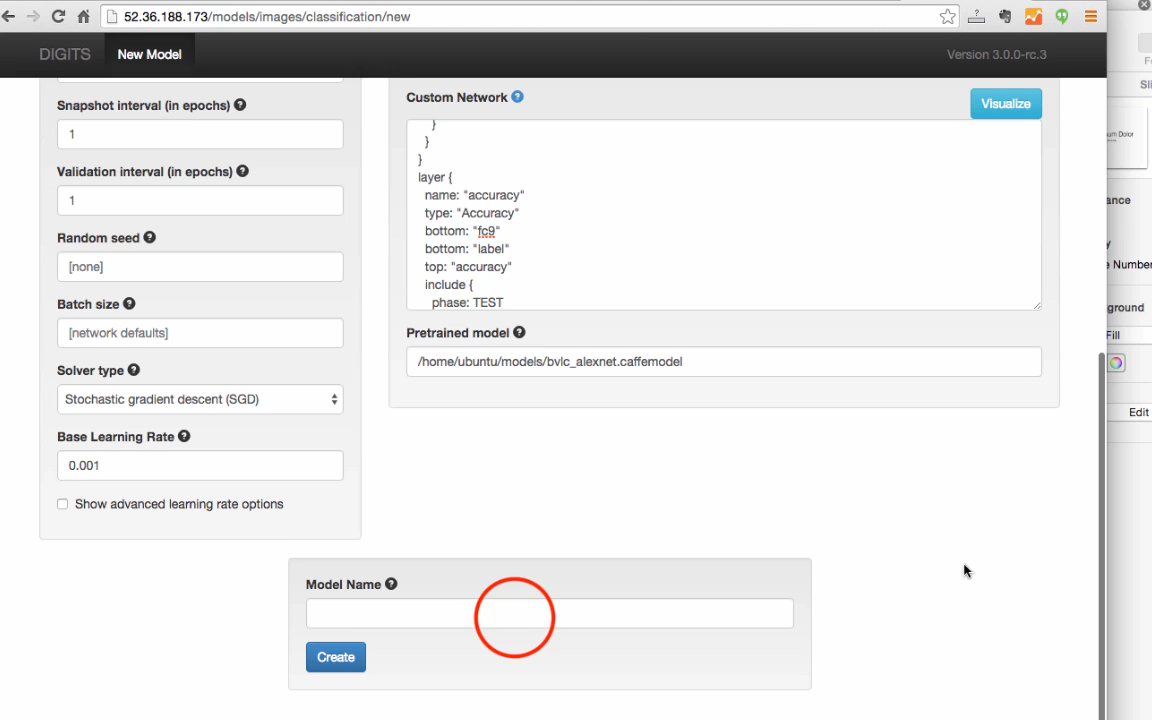 52.36.188.173/models/images/classification/new
DIGITS
New Model
Version 3.0.0-rc.3
Snapshot interval (in epochs)
1
Validation interval (in epochs)
1
Random seed
[none]
Batch size
[network defaults]
Solver type
Stochastic gradient descent (SGD)
Base Learning Rate
0.001
Show advanced learning rate options
Custom Network
Visualize
}
}
}
layer {
name: "accuracy"
type: "Accuracy"
bottom: "fc9"
bottom: "label"
top: "accuracy"
include {
phase: TEST
Pretrained model
/home/ubuntu/models/bvlc_alexnet.caffemodel
Model Name
Create
Dolor
Number
Fill
Edit